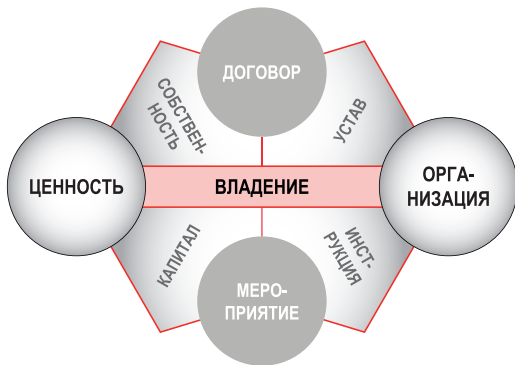 ДОГОВОР
СОБСТВЕН-
НОСТЬ
УСТАВ
ЦЕННОСТЬ
ВЛАДЕНИЕ
ОРГА-
НИЗАЦИЯ
КАПИТАЛ
ИНСТ-
РУКЦИЯ
МЕРО-
ПРИЯТИЕ